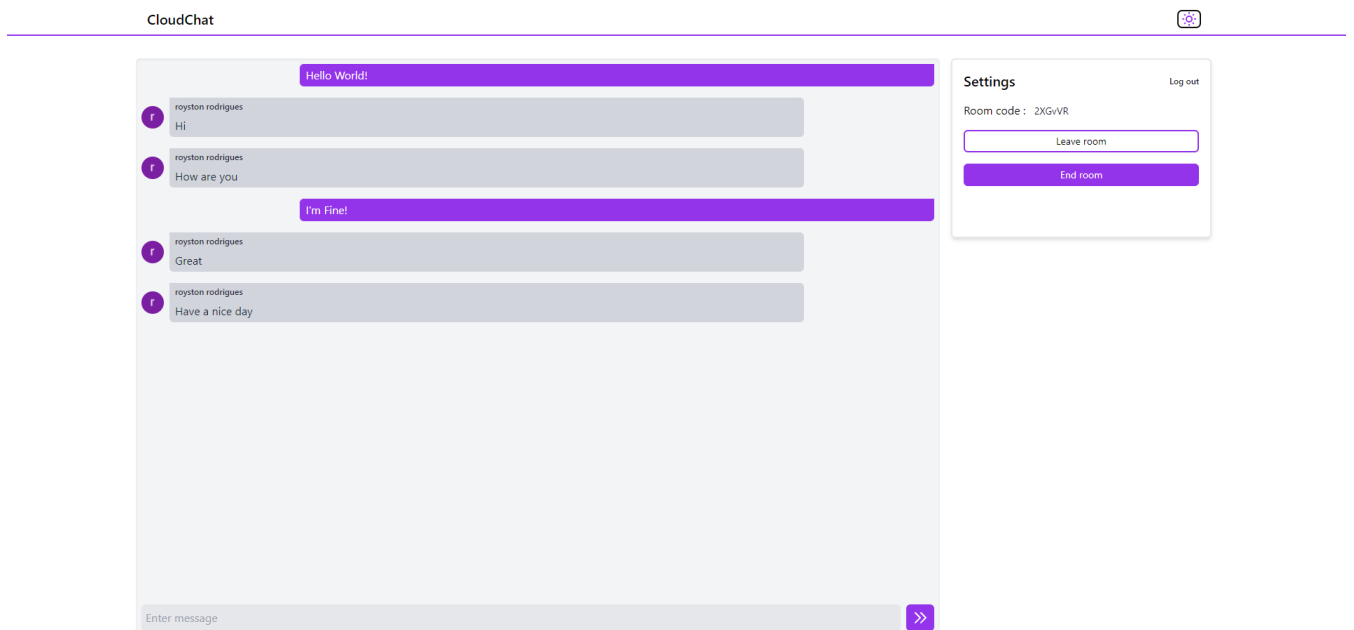 CloudChat
Hello World!
r
royston rodrigues
Hi
r
royston rodrigues
How are you
I'm Fine!
r
royston rodrigues
Great
r
royston rodrigues
Have a nice day
Enter message
Settings
Log out
Room code : 2XGvVR
Leave room
End room